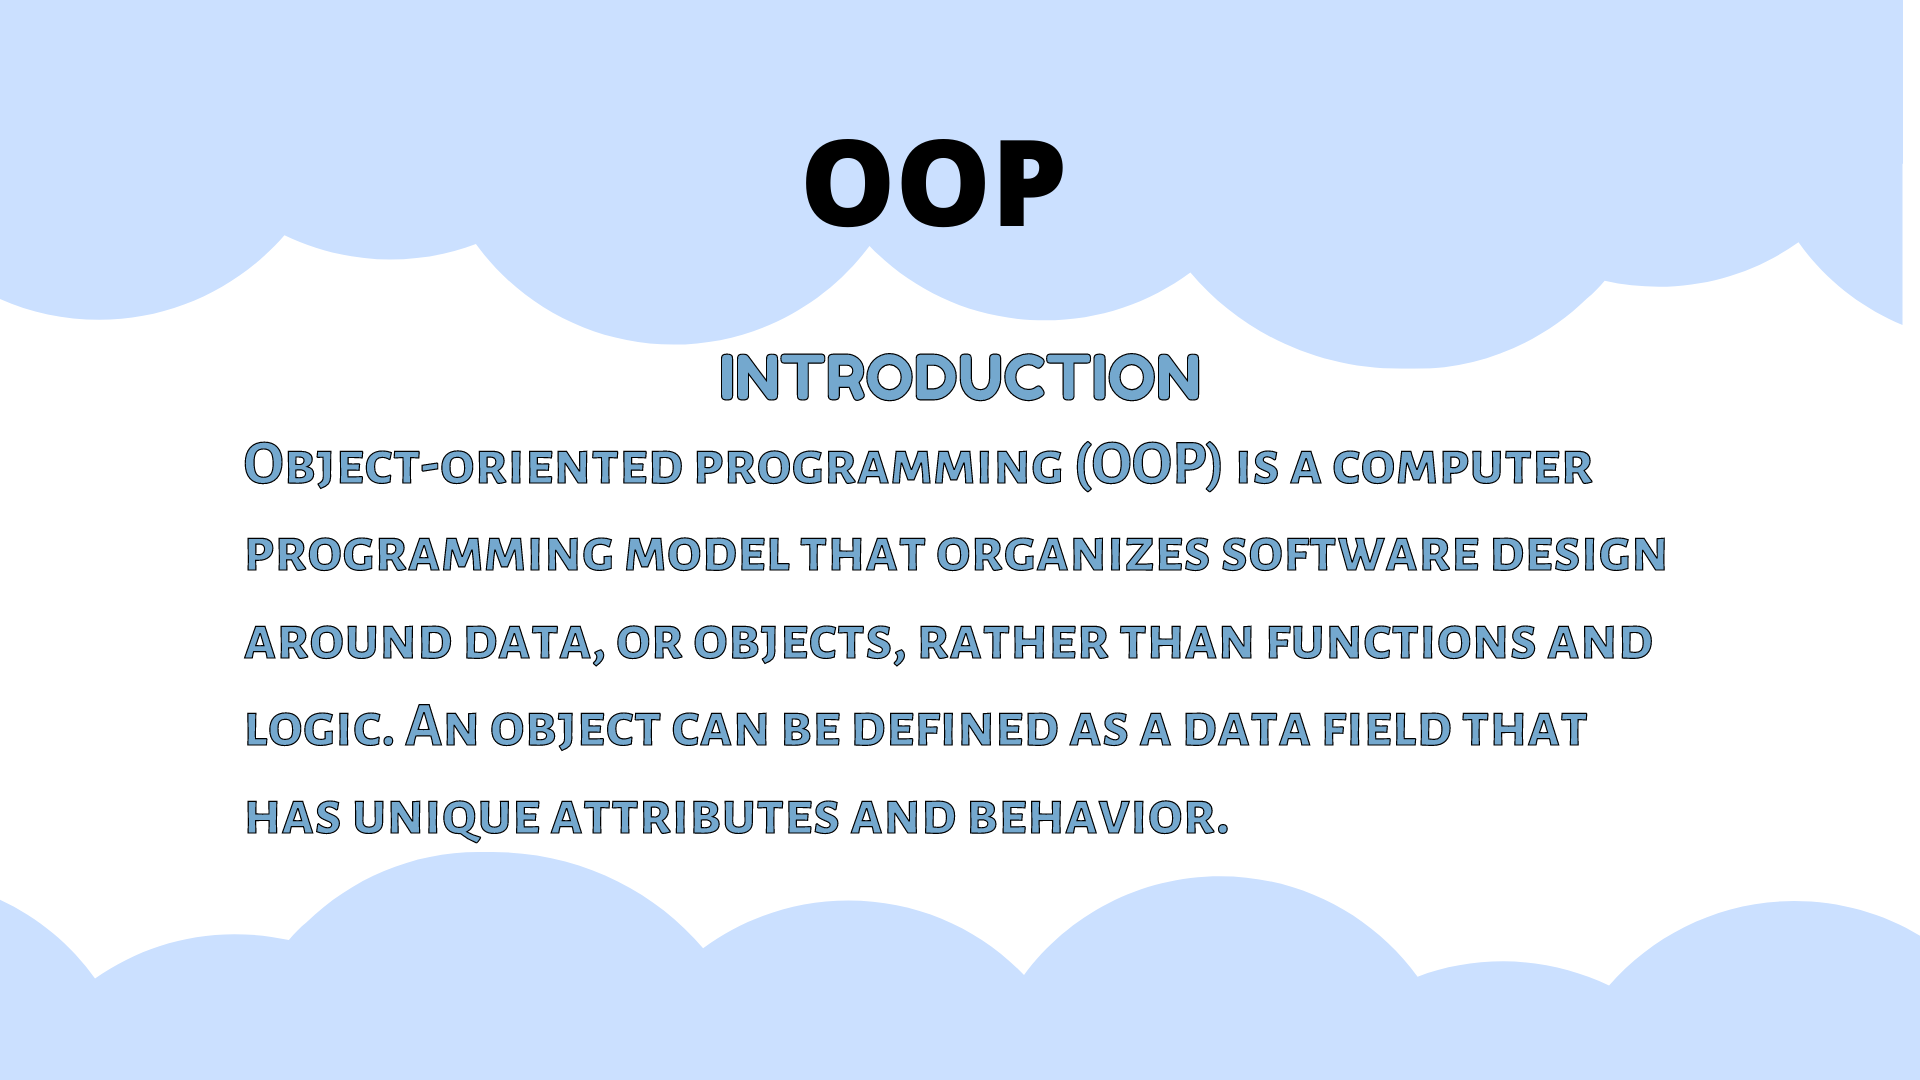 OOP
INTRODUCTION
Object-oriented programming (OOP) is a computer
programming model that organizes software design
around data, or objects, rather than functions and
logic. An object can be defined as a data field that
has unique attributes and behavior.